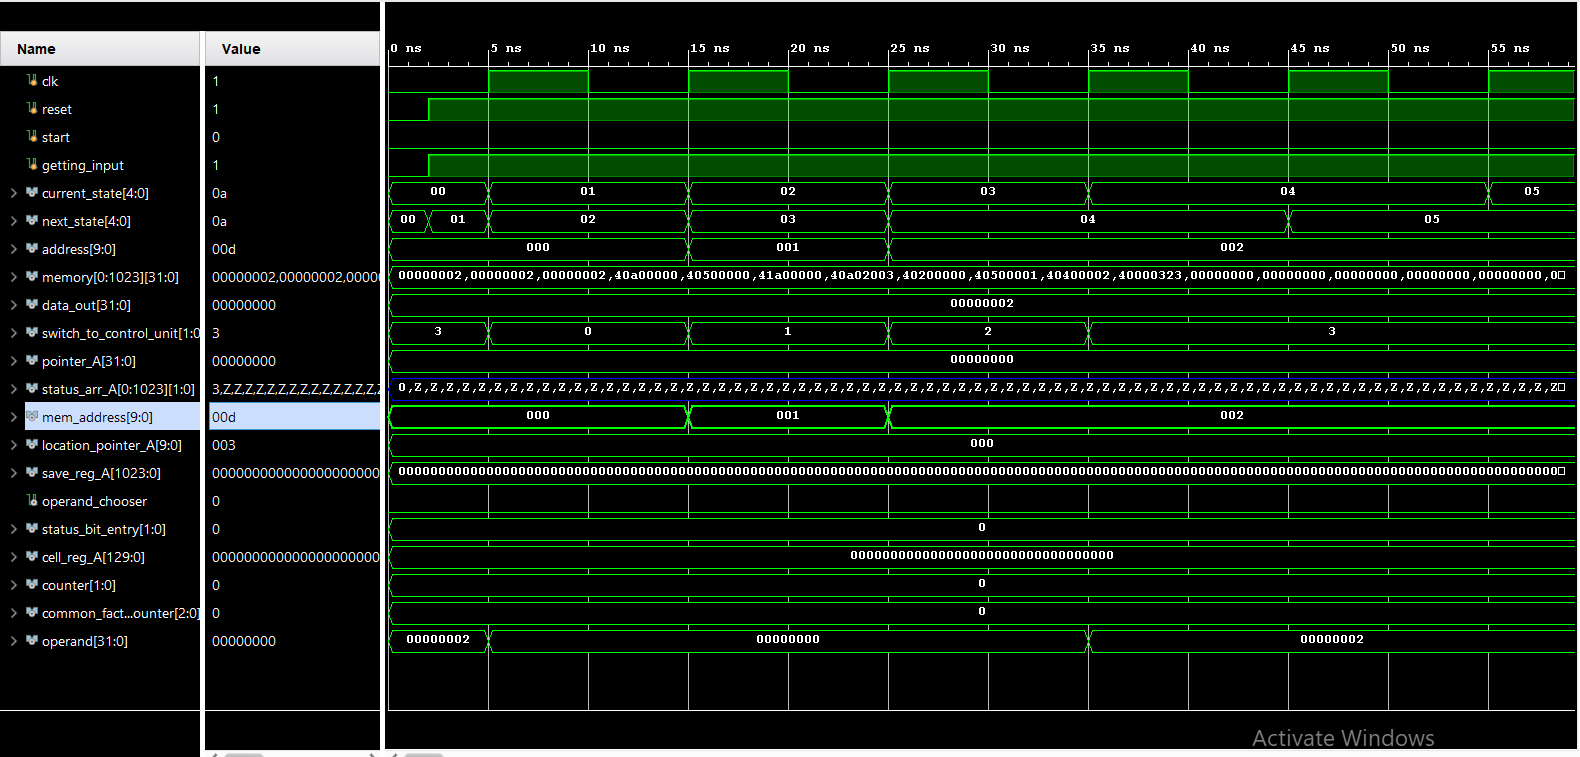 Name Value
0 ns 5 ns 10 ns 15 ns 20 ns 25 ns 30 ns 35 ns 40 ns 45 ns 50 ns 55 ns
clk 1
reset 1
start 0
getting_input 1
current_state[4:0] 0a 00 01 02 03 04 05
next_state[4:0] 0a 00 01 02 03 04 05
address[9:0] 00d 000 001 002
memory[0:1023][31:0] 00000002,00000002,0000 00000002,00000002,00000002,40a00000,40500000,41a00000,40a02003,40200000,40500001,40400002,40000323,00000000,00000000,00000000,00000000,00000000,0
data_out[31:0] 00000000 00000002
switch_to_control_unit[1:0 3 3 0 1 2 3
pointer_A[31:0] 00000000 00000000
status_arr_A[0:1023][1:0] 3,Z,Z,Z,Z,Z,Z,Z,Z,Z,Z,Z,Z,Z,Z, 0,Z,Z,Z,Z,Z,Z,Z,Z,Z,Z,Z,Z,Z,Z,Z,Z,Z,Z,Z,Z,Z,Z,Z,Z,Z,Z,Z,Z,Z,Z,Z,Z,Z,Z,Z,Z,Z,Z,Z,Z,Z,Z,Z,Z,Z,Z,Z,Z,Z,Z,Z,Z,Z,Z,Z,Z,Z,Z
mem_address[9:0] 00d 000 001 002
location_pointer_A[9:0] 003 000
save_reg_A[1023:0] 000000000000000000000000 0000000000000000000000000000000000000000000000000000000000000000000000000000000000000000000000000000000000000000000000000000000000000000000000000000000
operand_chooser 0
status_bit_entry[1:0] 0 0
cell_reg_A[129:0] 000000000000000000000000 000000000000000000000000000000000
counter[1:0] 0 0
common_fact...ounter[2:0] 0 0
operand[31:0] 00000000 00000002 00000000 00000002
Activate Windows